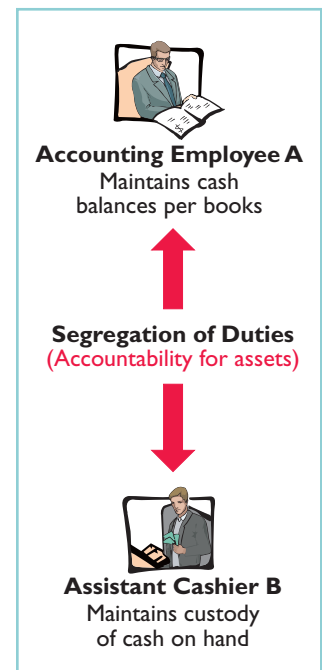 Accounting Employee A
Maintains cash
balances per books
Segregation of Duties
(Accountability for assets)
Assistant Cashier B
Maintains custody
of cash on hand